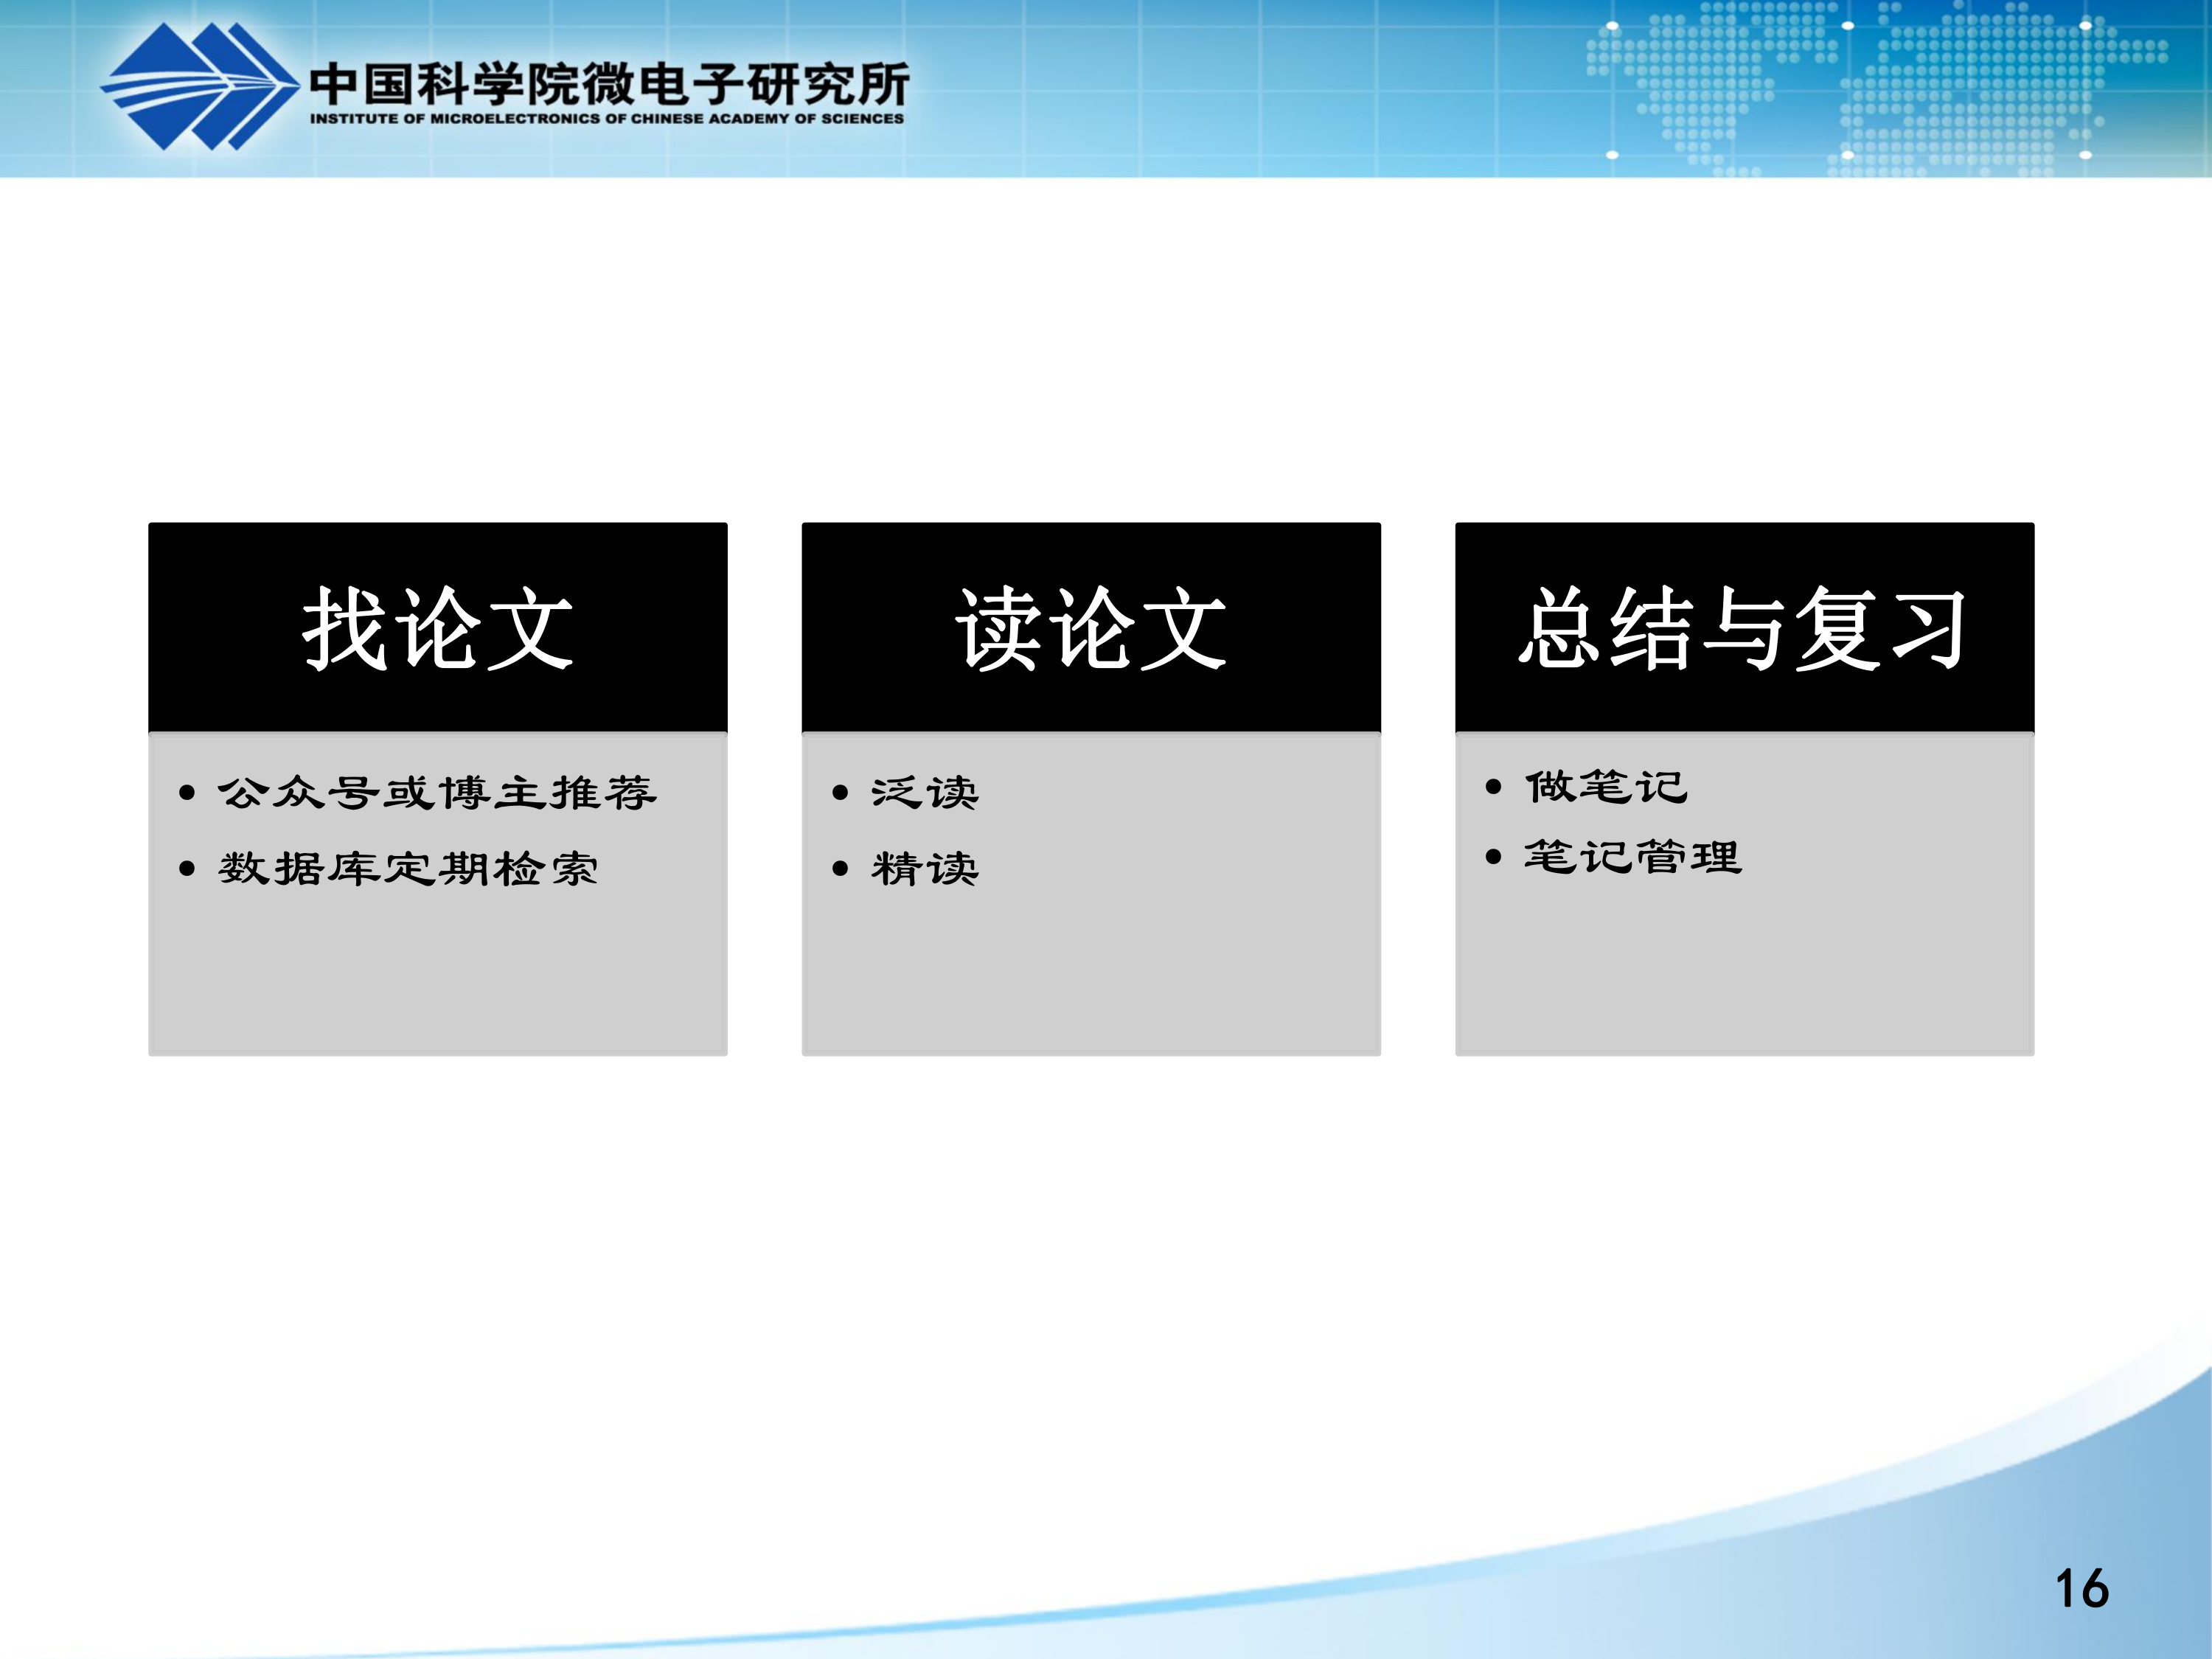 中国科学院微电子研究所
INSTITUTE OF MICROELECTRONICS OF CHINESE ACADEMY OF SCIENCES
找论文
• 公众号或博主推荐
• 数据库定期检索
读论文
• 泛读
• 精读
总结与复习
• 做笔记
• 笔记管理
16